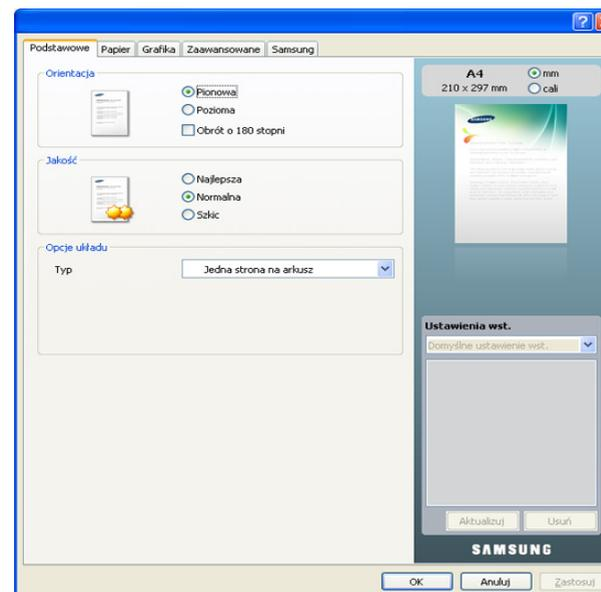 Podstawowe Papier Grafika Zaawansowane Samsung
Orientacja
Pionowa
Pozioma
Obrót o 180 stopni
Jakość
Najlepsza
Normalna
Szkic
Opcje układu
Typ Jedna strona na arkusz
A4
210 x 297 mm
mm
cali
SAMSUNG
Ustawienia wst.
Domyślne ustawienie wst.
Aktualizuj Usuń
SAMSUNG
OK Anuluj Zastosuj